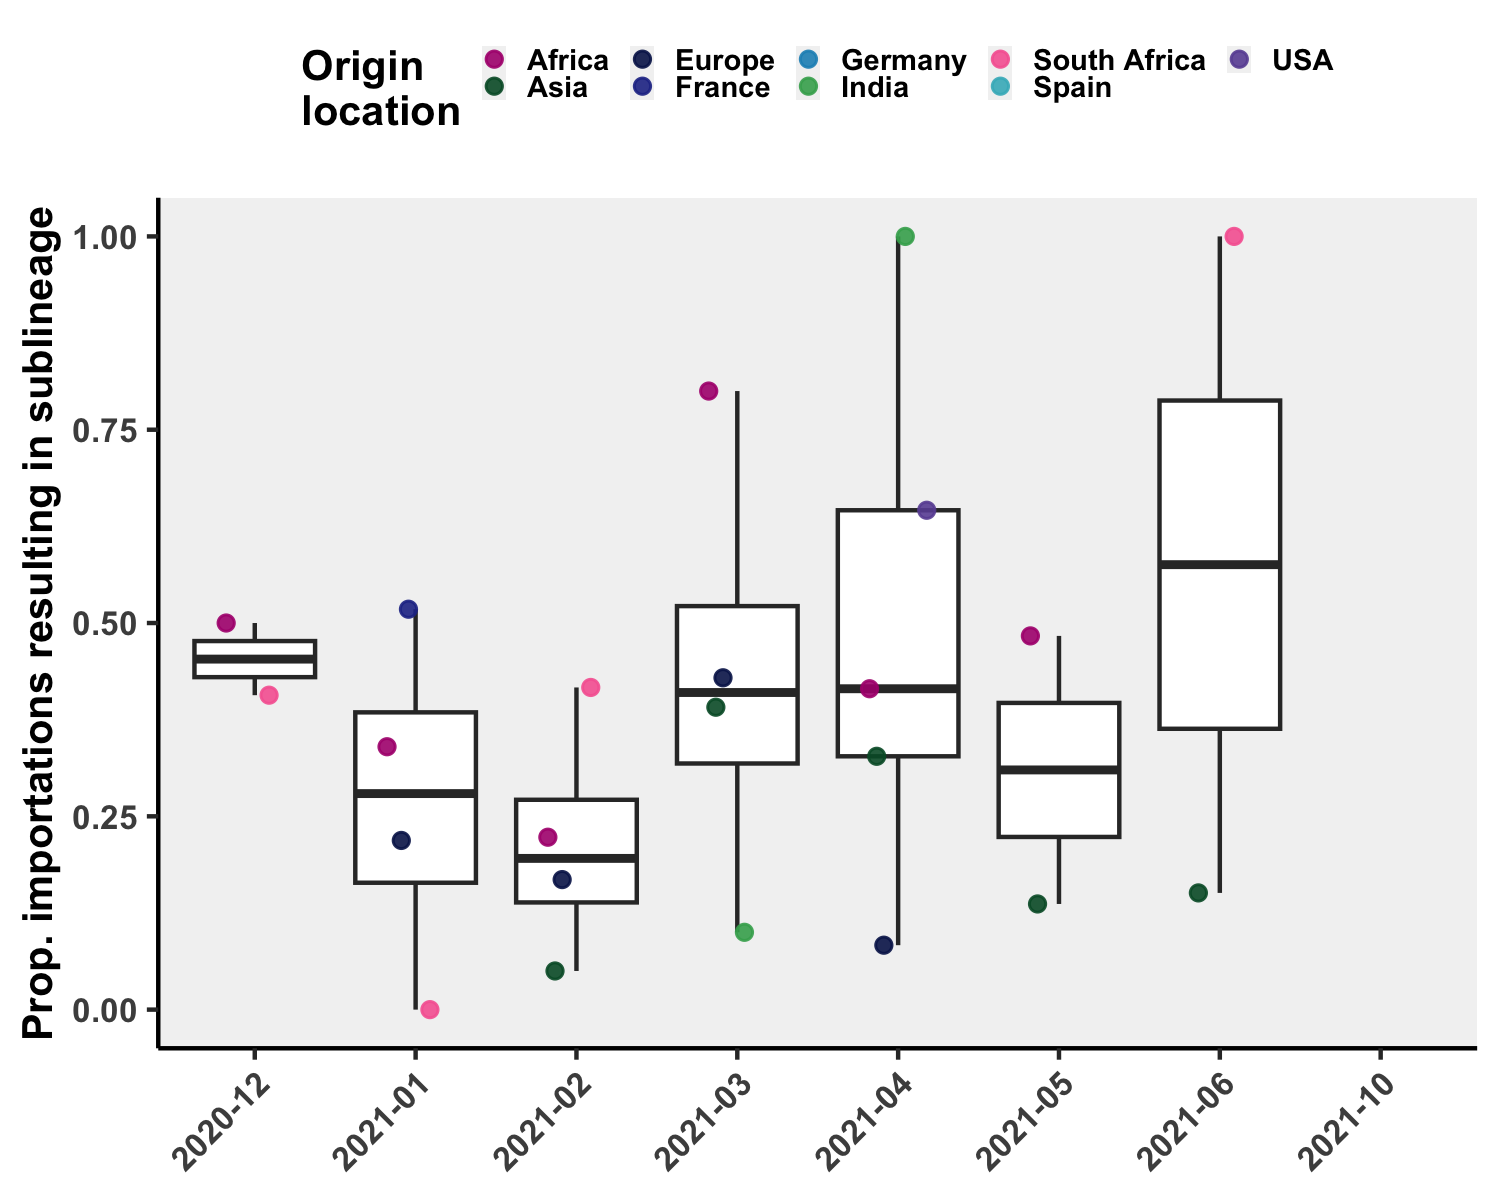 Origin
location
Africa
Europe
Germany
South Africa
USA
Asia
France
India
Spain
Prop. importations resulting in sublineage
1.00
0.75
0.50
0.25
0.00
2020-12
2021-01
2021-02
2021-03
2021-04
2021-05
2021-06
2021-10